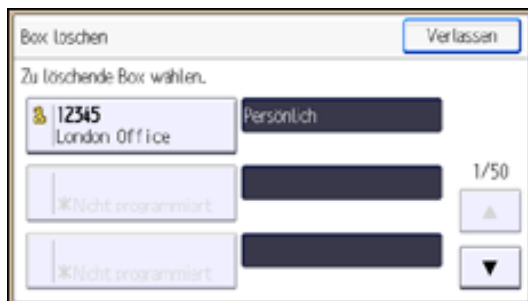 Box löschen
Verlassen
Zu löschende Box wählen.
12345
London Office
Persönlich
1/50
✱Nicht programmiert
✱Nicht programmiert